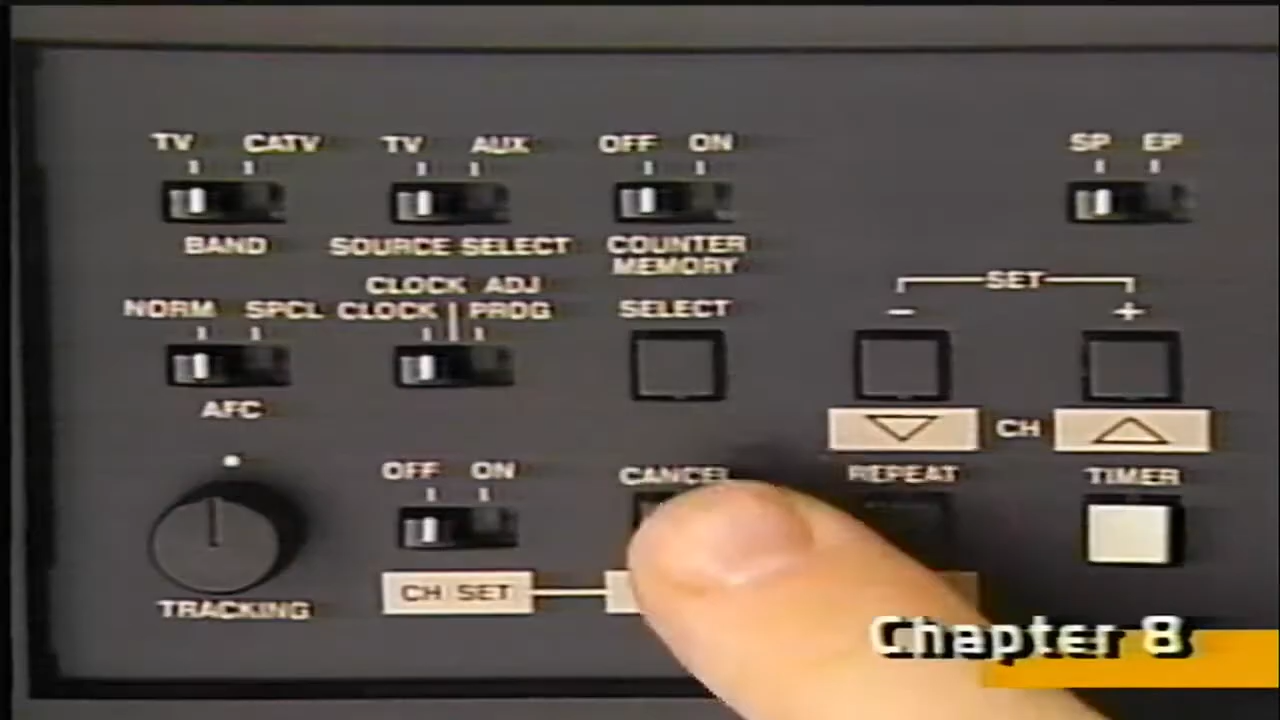 TV CATV TV AUX OFF ON SP EP
BAND SOURCE SELECT COUNTER MEMORY
SET
CLOCK ADJ
NORM SPCL CLOCK PROG SELECT - +
AFC
CH
OFF ON CANCEL REPEAT TIMER
CH SET
TRACKING
Chapter 8